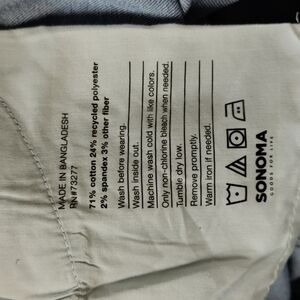 MADE IN BANGLADESH
RN#73277
71% cotton 24% recycled polyester
2% spandex 3% other fiber
Wash before wearing.
Wash inside out.
Machine wash cold with like colors.
Only non-chlorine bleach when needed.
Tumble dry low.
Remove promptly.
Warm iron if needed.
SONOMA
GOODS FOR LIFE